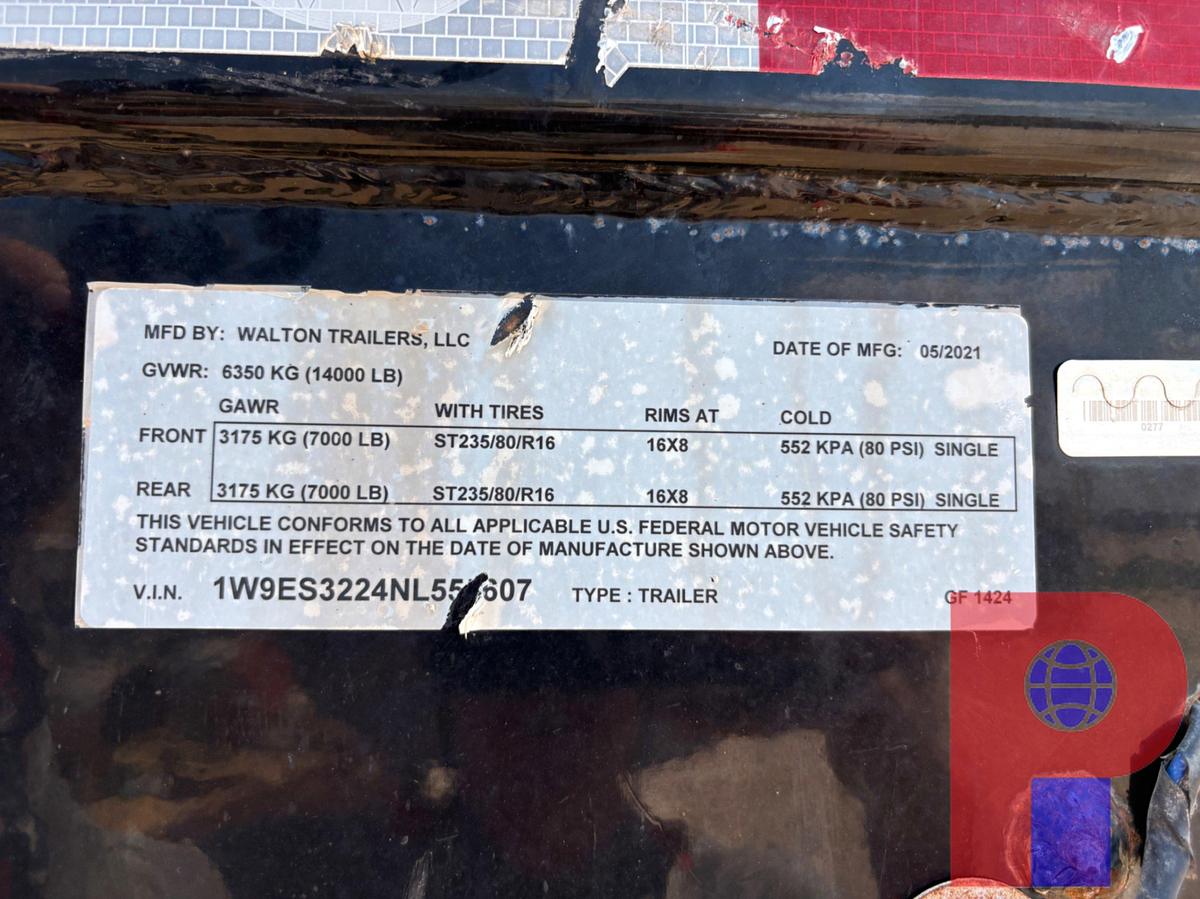 MFD BY: WALTON TRAILERS, LLC
DATE OF MFG: 05/2021
GVWR: 6350 KG (14000 LB)
GAWR WITH TIRES RIMS AT COLD
FRONT 3175 KG (7000 LB) ST235/80/R16 16X8 552 KPA (80 PSI) SINGLE
REAR 3175 KG (7000 LB) ST235/80/R16 16X8 552 KPA (80 PSI) SINGLE
THIS VEHICLE CONFORMS TO ALL APPLICABLE U.S. FEDERAL MOTOR VEHICLE SAFETY
STANDARDS IN EFFECT ON THE DATE OF MANUFACTURE SHOWN ABOVE.
V.I.N. TYPE : TRAILER GF 1424
0277